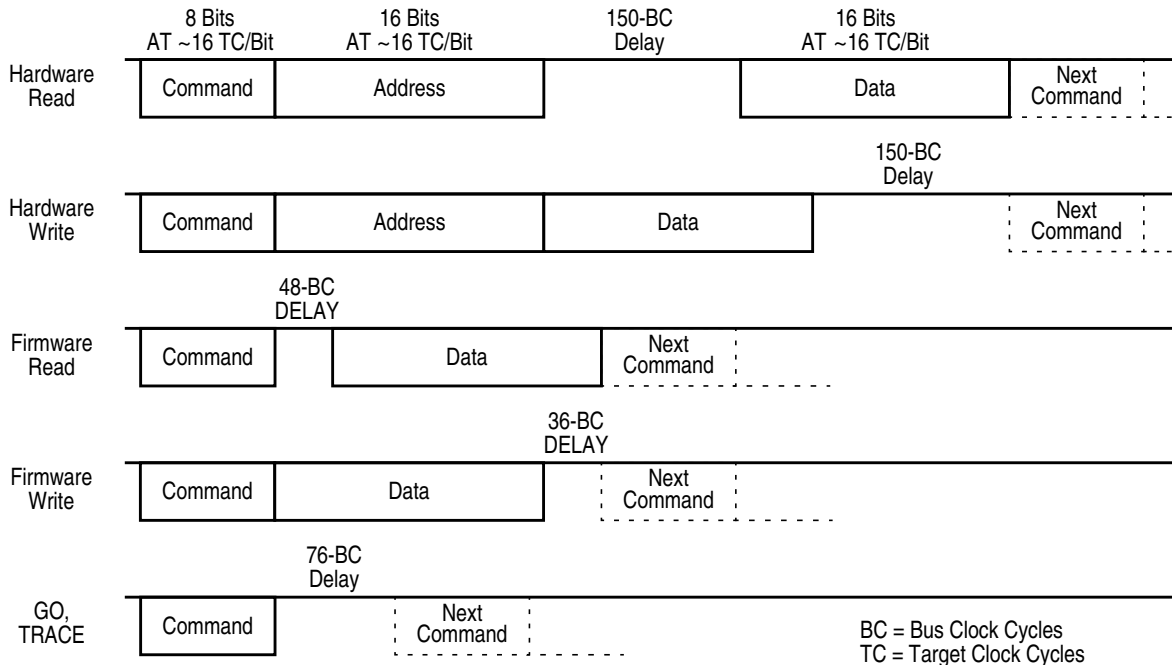 8 Bits
AT ~16 TC/Bit
16 Bits
AT ~16 TC/Bit
150-BC
Delay
16 Bits
AT ~16 TC/Bit
Hardware
Read
Command
Address
Data
Next
Command
150-BC
Delay
Hardware
Write
Command
Address
Data
Next
Command
48-BC
DELAY
Firmware
Read
Command
Data
Next
Command
36-BC
DELAY
Firmware
Write
Command
Data
Next
Command
76-BC
Delay
GO,
TRACE
Command
Next
Command
BC = Bus Clock Cycles
TC = Target Clock Cycles